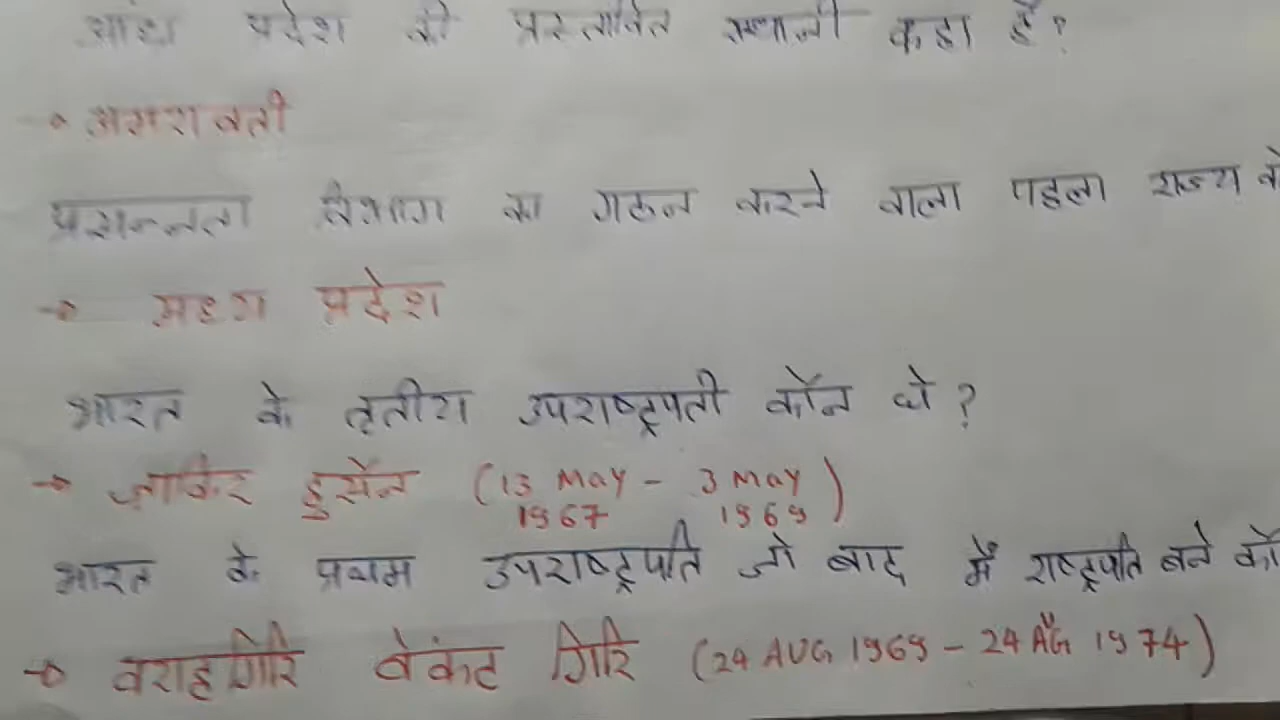 आंध्र प्रदेश की प्रस्तावित राजधानी कहा है?
→ अमरावती
प्रसन्नता विभाग का गठन करने वाला पहला राज्य
→ मध्य प्रदेश
भारत के तृतीय उपराष्ट्रपती कौन थे?
→ जाकिर हुसैन (13 MAY - 3 MAY)
1967 1969
भारत के प्रथम उपराष्ट्रपति जो बाद में राष्ट्रपति बने
→ वराहगिरि वेकंट गिरि (24 AUG 1969 - 24 AUG 1974)